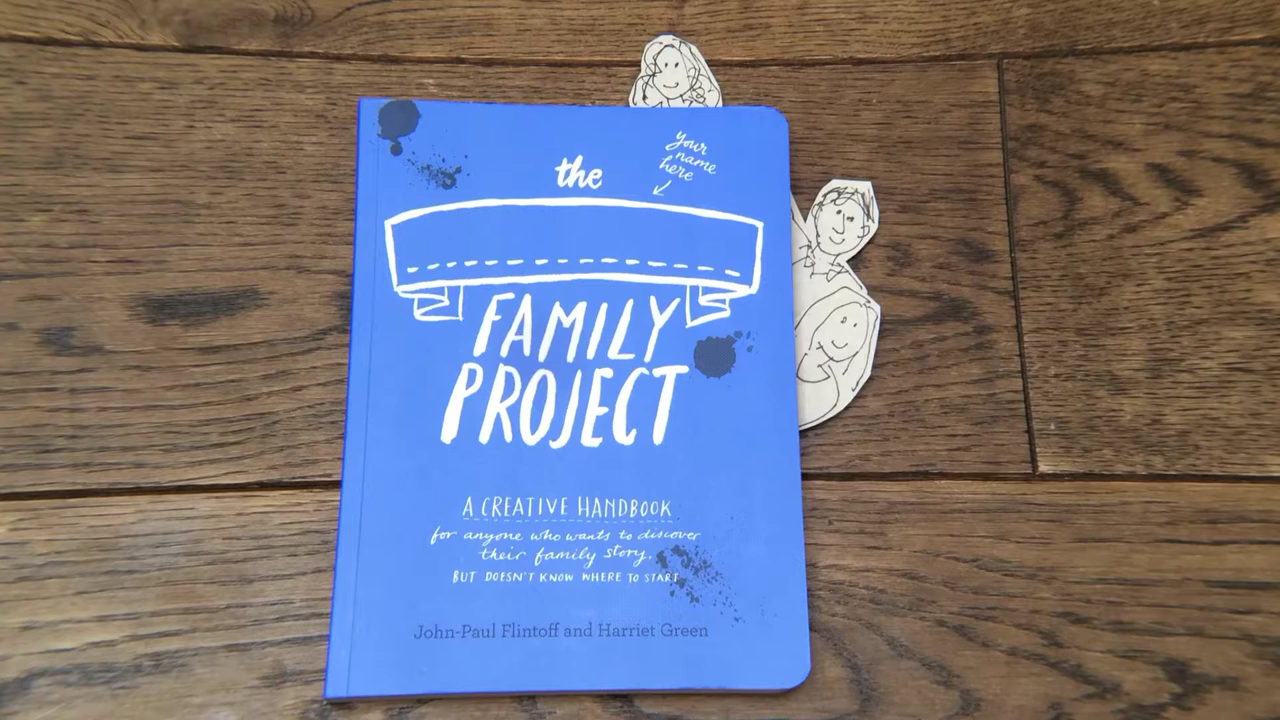 your
name
here
the
FAMILY
PROJECT
A CREATIVE HANDBOOK
for anyone who wants to discover
their family story,
BUT DOESN'T KNOW WHERE TO START
John-Paul Flintoff and Harriet Green